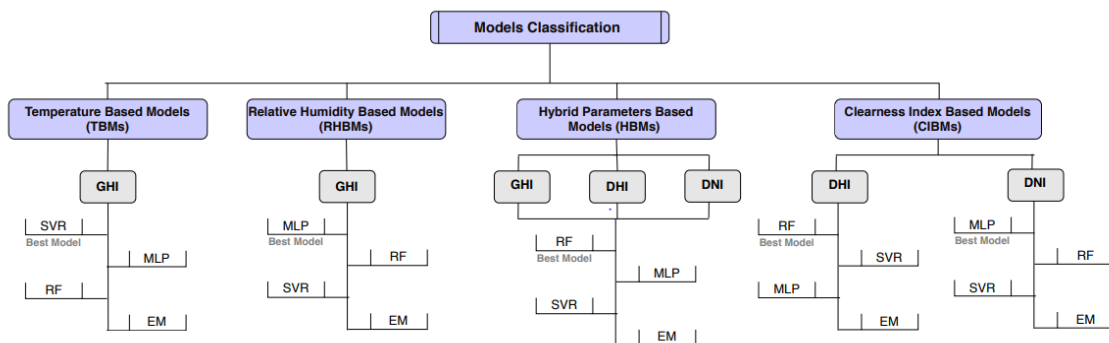 Models Classification
Temperature Based Models
(TBMs)
Relative Humidity Based Models
(RHBMs)
Hybrid Parameters Based
Models (HBMs)
Clearness Index Based Models
(CIBMs)
GHI
GHI
GHI
DHI
DNI
DHI
DNI
SVR
Best Model
MLP
RF
EM
MLP
Best Model
RF
SVR
EM
RF
Best Model
MLP
SVR
EM
RF
Best Model
SVR
MLP
EM
MLP
Best Model
RF
SVR
EM